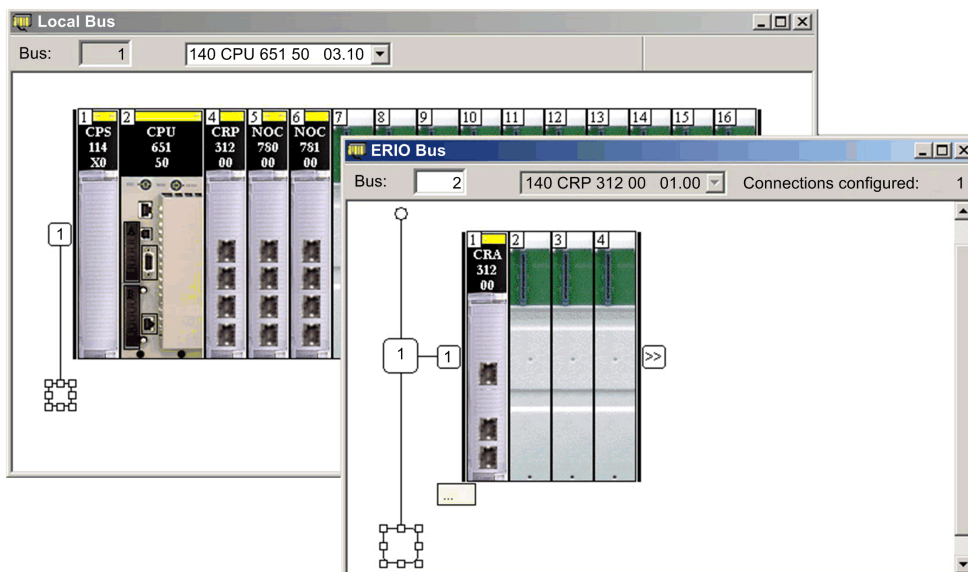 Local Bus
Bus: 1 140 CPU 651 50 03.10
1 2 4 5 6 7 8 9 10 11 12 13 14 15 16
CPS CPU CRP NOC NOC
114 651 312 780 781
X0 50 00 00 00
1
ERIO Bus
Bus: 2 140 CRP 312 00 01.00 Connections configured: 1
1 2 3 4
CRA
312
00
1 1 >>
...